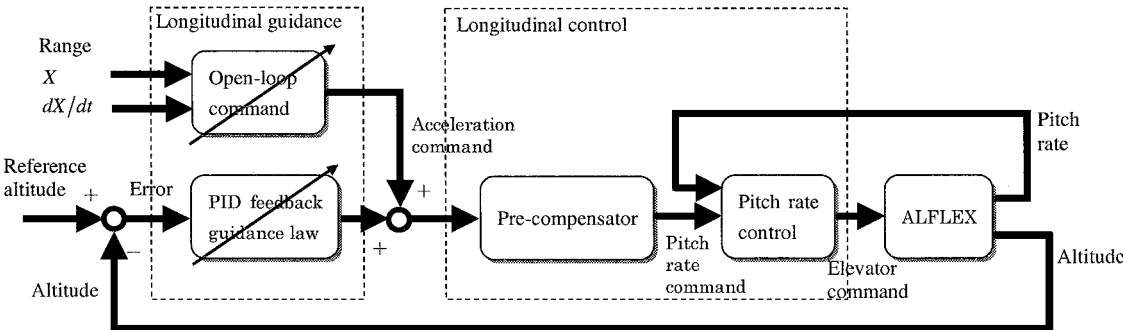 Longitudinal guidance
Longitudinal control
Range
X
dX/dt
Open-loop
command
Acceleration
command
Pitch
rate
Reference
altitude
+
Error
PID feedback
guidance law
+
+
Pre-compensator
Pitch rate
control
ALFLEX
−
Pitch
rate
command
Elevator
command
Altitude
Altitude